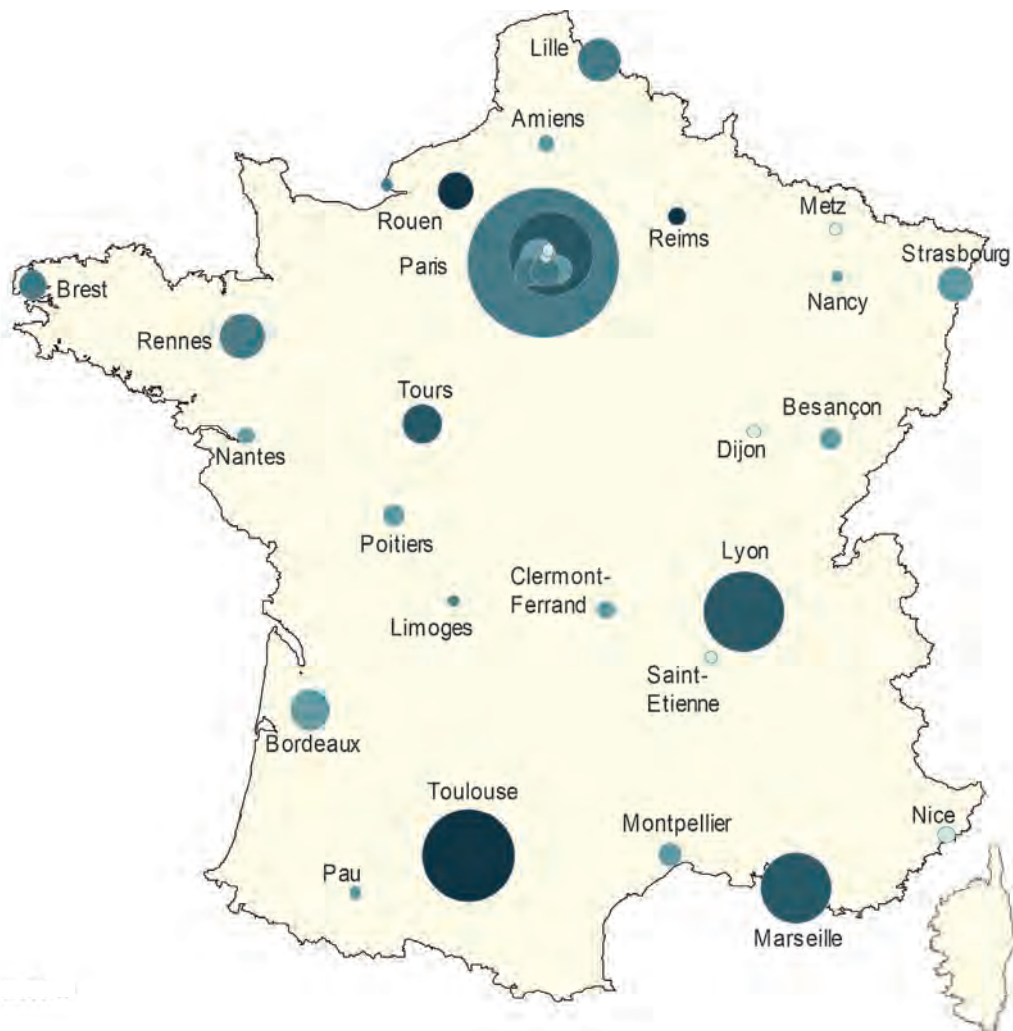 Lille
Amiens
Rouen
Reims
Metz
Paris
Strasbourg
Brest
Nancy
Rennes
Tours
Besançon
Nantes
Dijon
Poitiers
Lyon
Clermont-
Ferrand
Limoges
Saint-
Etienne
Bordeaux
Toulouse
Montpellier
Nice
Pau
Marseille